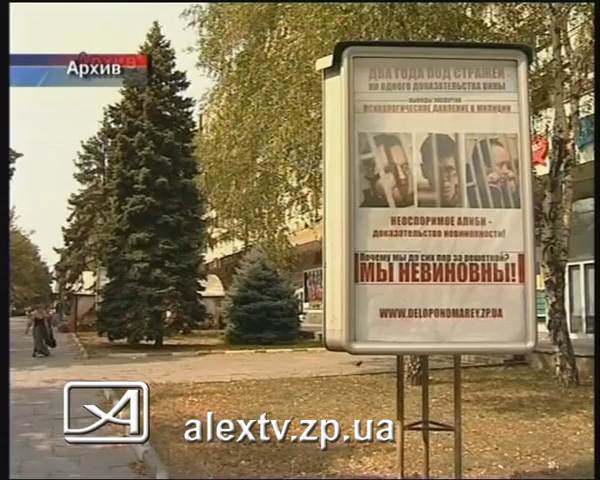 Архив
ДВА ГОДА ПОД СТРАЖЕЙ -
НИ ОДНОГО ДОКАЗАТЕЛЬСТВА ВИНЫ
ВЫВОДЫ ЭКСПЕРТИЗ
ПСИХОЛОГИЧЕСКОЕ ДАВЛЕНИЕ В МИЛИЦИИ
НЕОСПОРИМОЕ АЛИБИ -
ДОКАЗАТЕЛЬСТВО НЕВИНОВНОСТИ!
Почему мы до сих пор за решеткой?
МЫ НЕВИНОВНЫ!
WWW.DELOPONOMAREV.ZP.UA
alextv.zp.ua